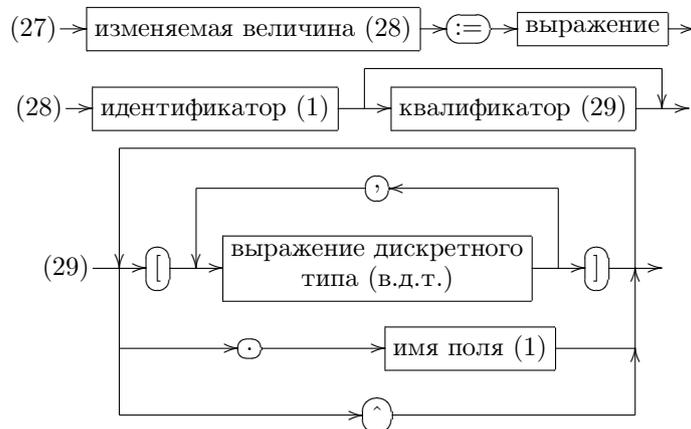 (27) изменяемая величина (28) := выражение
(28) идентификатор (1) квалификатор (29)
,
выражение дискретного
(29) [ типа (в.д.т.) ]
. имя поля (1)
^